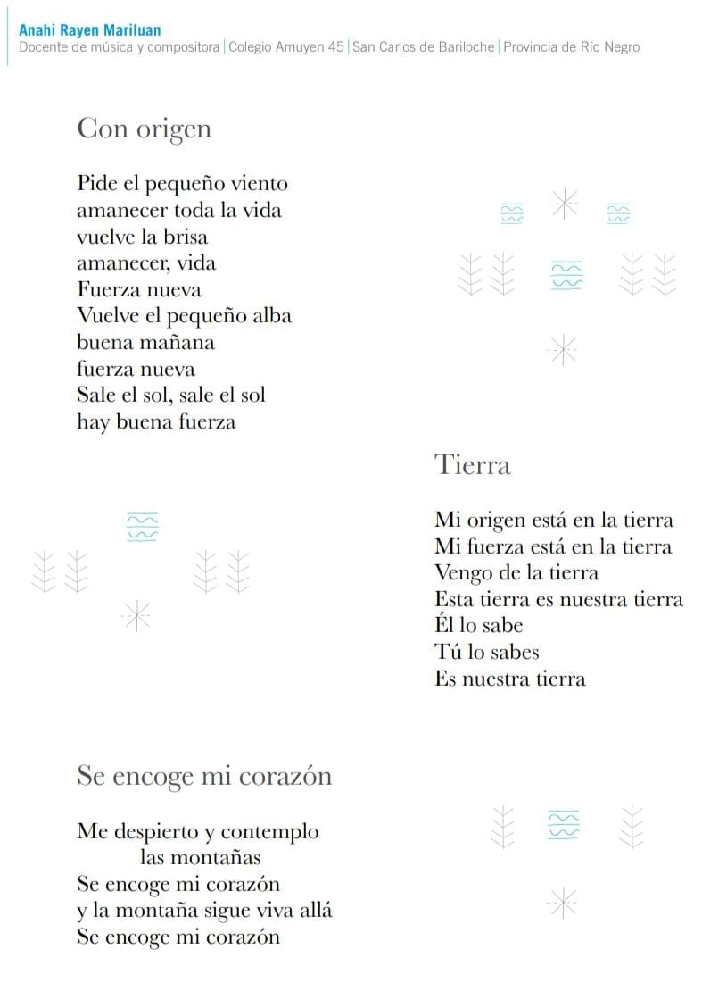 Anahi Rayen Mariluan
Docente de música y compositora | Colegio Amuyen 45 | San Carlos de Bariloche | Provincia de Río Negro
Con origen
Pide el pequeño viento
amanecer toda la vida
vuelve la brisa
amanecer, vida
Fuerza nueva
Vuelve el pequeño alba
buena mañana
fuerza nueva
Sale el sol, sale el sol
hay buena fuerza
Tierra
Mi origen está en la tierra
Mi fuerza está en la tierra
Vengo de la tierra
Esta tierra es nuestra tierra
Él lo sabe
Tú lo sabes
Es nuestra tierra
Se encoge mi corazón
Me despierto y contemplo
las montañas
Se encoge mi corazón
y la montaña sigue viva allá
Se encoge mi corazón